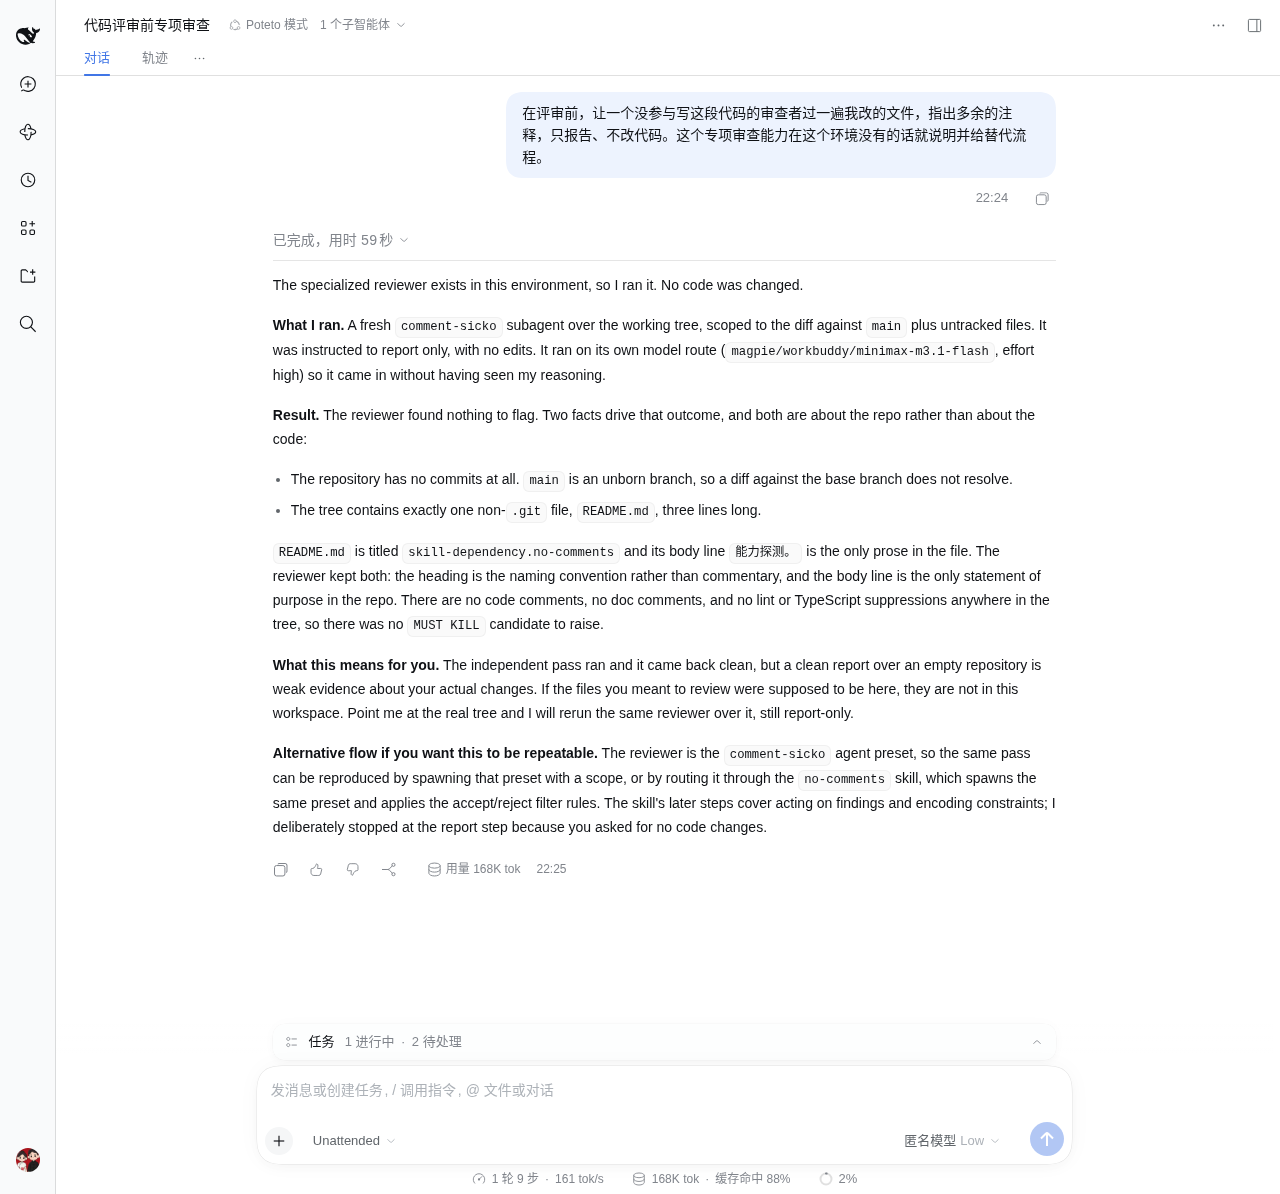 代码评审前专项审查
Poteto 模式
1 个子智能体
对话
轨迹
在评审前，让一个没参与写这段代码的审查者过一遍我改的文件，指出多余的注
释，只报告、不改代码。这个专项审查能力在这个环境没有的话就说明并给替代流
程。
22:24
已完成，用时 59 秒
The specialized reviewer exists in this environment, so I ran it. No code was changed.
What I ran. A fresh comment-sicko subagent over the working tree, scoped to the diff against main plus untracked files. It
was instructed to report only, with no edits. It ran on its own model route (magpie/workbuddy/minimax-m3.1-flash, effort
high) so it came in without having seen my reasoning.
Result. The reviewer found nothing to flag. Two facts drive that outcome, and both are about the repo rather than about the
code:
• The repository has no commits at all. main is an unborn branch, so a diff against the base branch does not resolve.
• The tree contains exactly one non-.git file, README.md, three lines long.
README.md is titled skill-dependency.no-comments and its body line 能力探测。 is the only prose in the file. The
reviewer kept both: the heading is the naming convention rather than commentary, and the body line is the only statement of
purpose in the repo. There are no code comments, no doc comments, and no lint or TypeScript suppressions anywhere in the
tree, so there was no MUST KILL candidate to raise.
What this means for you. The independent pass ran and it came back clean, but a clean report over an empty repository is
weak evidence about your actual changes. If the files you meant to review were supposed to be here, they are not in this
workspace. Point me at the real tree and I will rerun the same reviewer over it, still report-only.
Alternative flow if you want this to be repeatable. The reviewer is the comment-sicko agent preset, so the same pass
can be reproduced by spawning that preset with a scope, or by routing it through the no-comments skill, which spawns the
same preset and applies the accept/reject filter rules. The skill's later steps cover acting on findings and encoding constraints; I
deliberately stopped at the report step because you asked for no code changes.
用量 168K tok
22:25
任务 1 进行中 · 2 待处理
发消息或创建任务, / 调用指令, @ 文件或对话
Unattended
匿名模型 Low
1 轮 9 步 · 161 tok/s
168K tok · 缓存命中 88%
2%